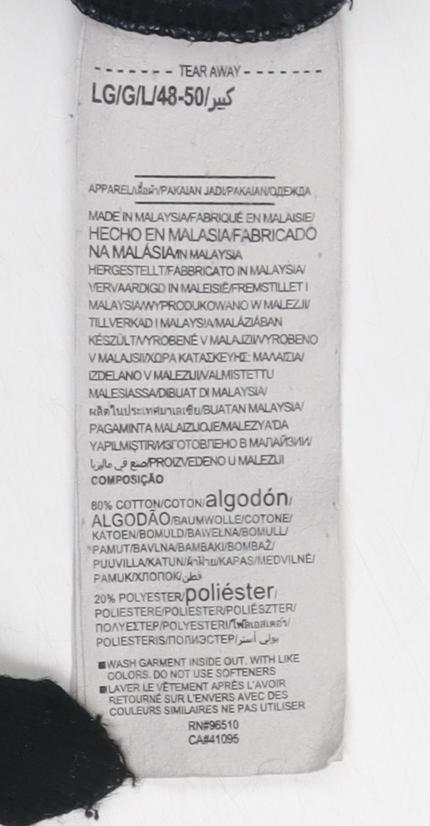 TEAR AWAY
LG/G/L/48-50/كبير
APPAREL/เสื้อผ้า/PAKAIAN JADI/PAKAIAN/ОДЕЖДА
MADE IN MALAYSIA/FABRIQUÉ EN MALAISIE/
HECHO EN MALASIA/FABRICADO
NA MALÁSIA/IN MALAYSIA
HERGESTELLT/FABBRICATO IN MALAYSIA/
VERVAARDIGD IN MALEISIË/FREMSTILLET I
MALAYSIA/WYPRODUKOWANO W MALEZJI/
TILLVERKAD I MALAYSIA/MALÁZIÁBAN
KÉSZÜLT/VYROBENÉ V MALAJZII/VYROBENO
V MALAJSII/ΧΩΡΑ ΚΑΤΑΣΚΕΥΗΣ: ΜΑΛΑΙΣΙΑ/
IZDELANO V MALEZIJI/VALMISTETTU
MALESIASSA/DIBUAT DI MALAYSIA/
ผลิตในประเทศมาเลเซีย/BUATAN MALAYSIA/
PAGAMINTA MALAIZIJOJE/MALEZYA'DA
YAPILMIŞTIR/ИЗГОТОВЛЕНО В МАЛАЙЗИИ/
صنع في ماليزيا/PROIZVEDENO U MALEZIJI
COMPOSIÇÃO
80% COTTON/COTON/algodón/
ALGODÃO/BAUMWOLLE/COTONE/
KATOEN/BOMULD/BAWEŁNA/BOMULL/
PAMUT/BAVLNA/ΒΑΜΒΑΚΙ/BOMBAŽ/
PUUVILLA/KATUN/ผ้าฝ้าย/KAPAS/MEDVILNĖ/
PAMUK/ХЛОПОК/قطن
20% POLYESTER/poliéster/
POLIESTERE/POLIESTER/POLIÉSZTER/
ΠΟΛΥΕΣΤΕΡ/POLYESTERI/โพลีเอสเตอร์/
POLIESTERIS/ПОЛИЭСТЕР/بولي أستر
■ WASH GARMENT INSIDE OUT. WITH LIKE
COLORS. DO NOT USE SOFTENERS
■ LAVER LE VÊTEMENT APRÈS L'AVOIR
RETOURNÉ SUR L'ENVERS AVEC DES
COULEURS SIMILAIRES NE PAS UTILISER
RN#96510
CA#41095